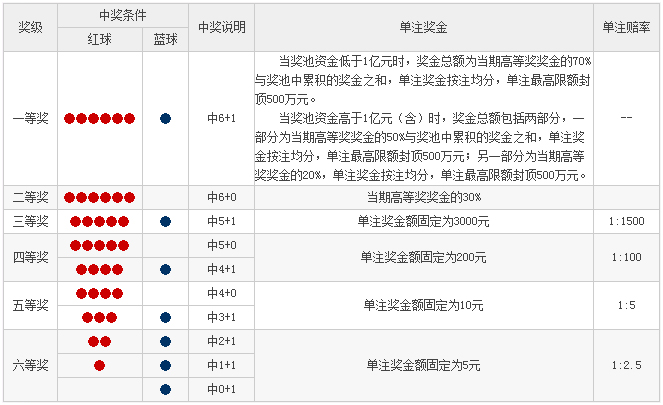 奖级 中奖条件 中奖说明 单注奖金 单注赔率
红球 蓝球
一等奖 中6+1 --
当奖池资金低于1亿元时，奖金总额为当期高等奖奖金的70%
与奖池中累积的奖金之和，单注奖金按注均分，单注最高限额封
顶500万元。
当奖池资金高于1亿元（含）时，奖金总额包括两部分，一
部分为当期高等奖奖金的50%与奖池中累积的奖金之和，单注奖
金按注均分，单注最高限额封顶500万元；另一部分为当期高等
奖奖金的20%，单注奖金按注均分，单注最高限额封顶500万元。
二等奖 中6+0 当期高等奖奖金的30%
三等奖 中5+1 单注奖金额固定为3000元 1:1500
四等奖 中5+0 单注奖金额固定为200元 1:100
中4+1
五等奖 中4+0 单注奖金额固定为10元 1:5
中3+1
六等奖 中2+1 单注奖金额固定为5元 1:2.5
中1+1
中0+1